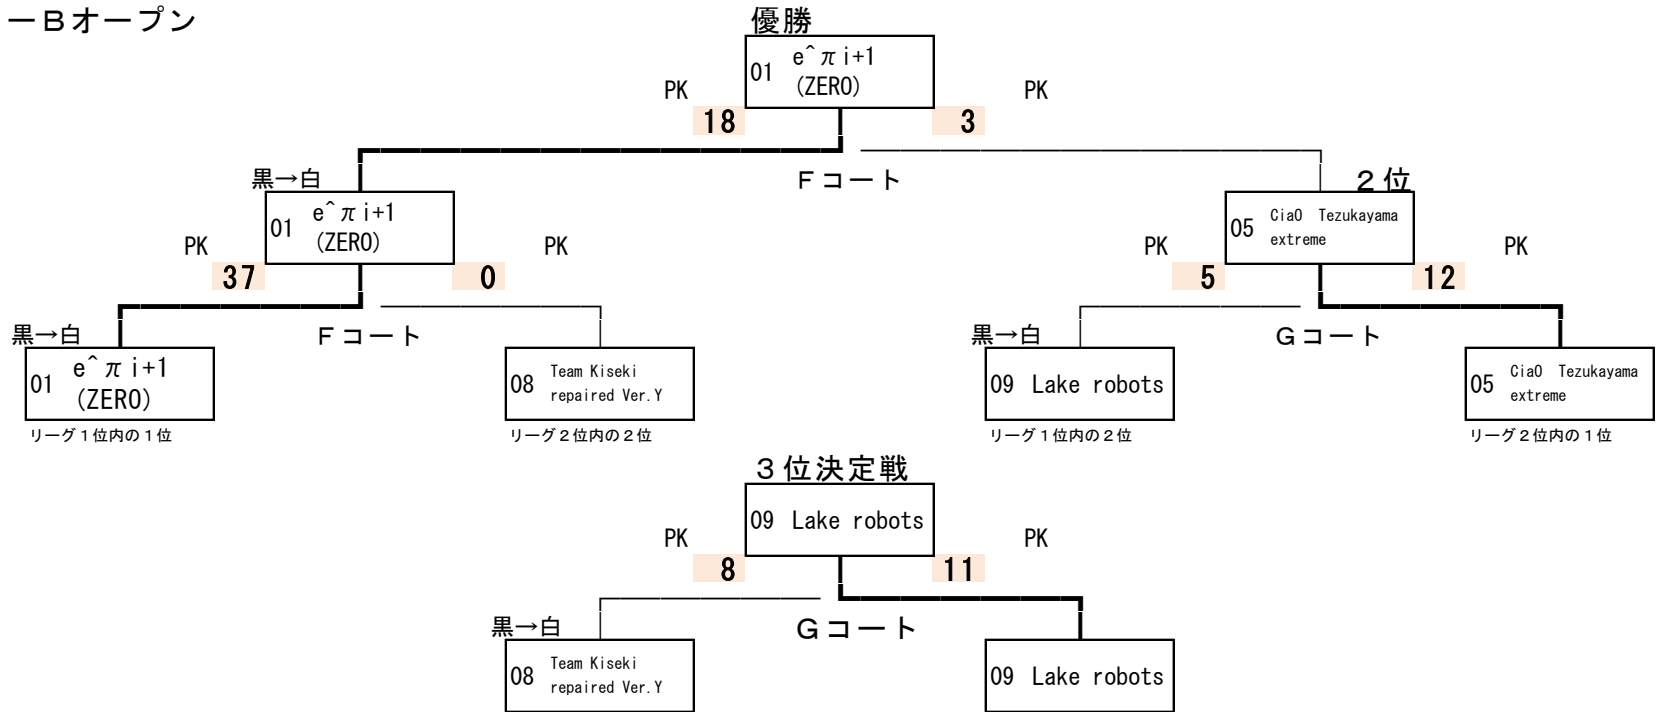 ーＢオープン
優勝
01 e^πi+1
(ZERO)
PK
PK
18
3
Ｆコート
黒→白
２位
01 e^πi+1
(ZERO)
05 CiaO Tezukayama
extreme
PK
PK
PK
PK
37
0
5
12
黒→白
Ｆコート
黒→白
Ｇコート
01 e^πi+1
(ZERO)
08 Team Kiseki
repaired Ver.Y
09 Lake robots
05 CiaO Tezukayama
extreme
リーグ１位内の１位
リーグ２位内の２位
リーグ１位内の２位
リーグ２位内の１位
３位決定戦
09 Lake robots
PK
PK
8
11
黒→白
Ｇコート
08 Team Kiseki
repaired Ver.Y
09 Lake robots